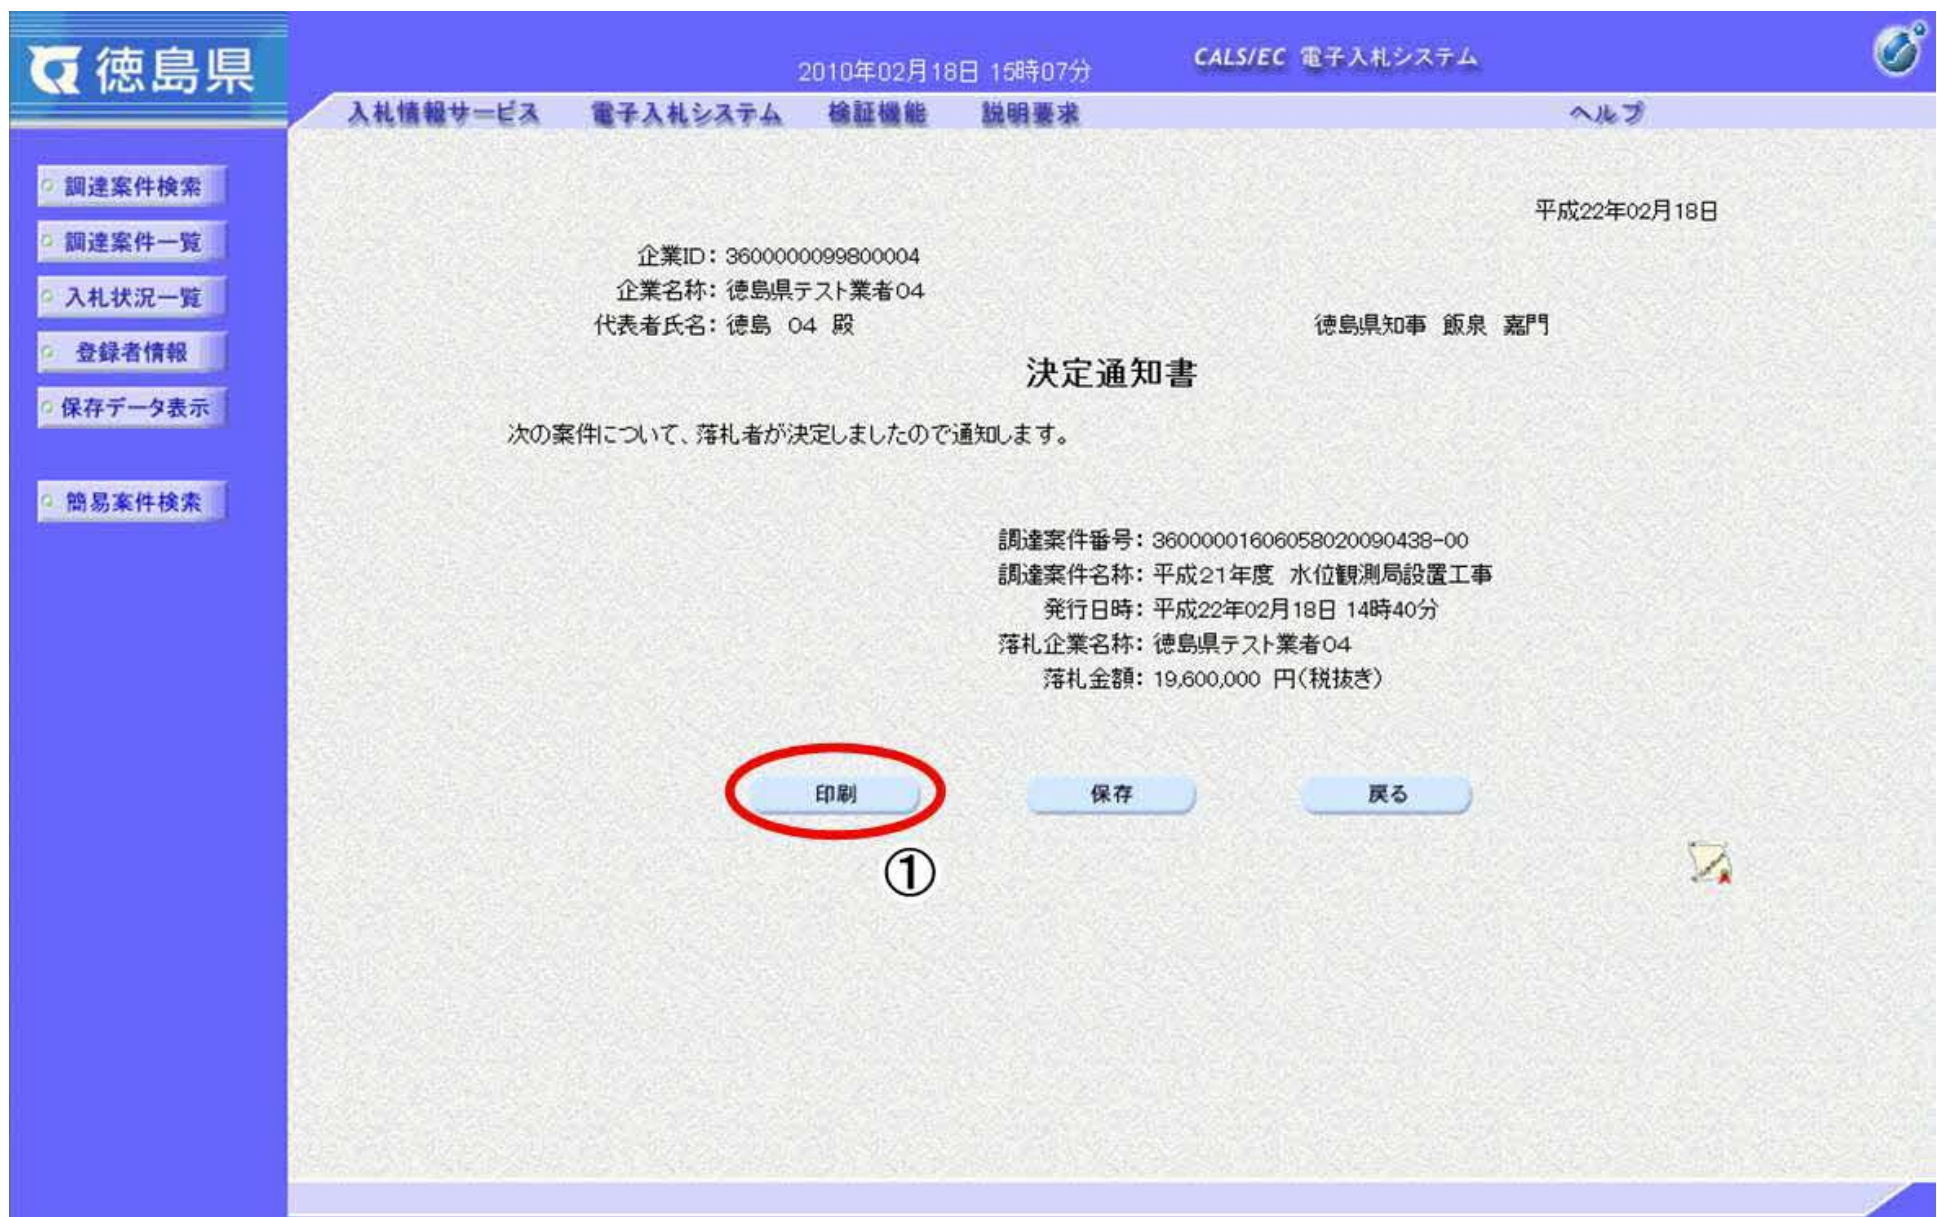 徳島県
2010年02月18日 15時07分
CALS/EC 電子入札システム
入札情報サービス 電子入札システム 検証機能 説明要求 ヘルプ
調達案件検索
調達案件一覧
入札状況一覧
登録者情報
保存データ表示
簡易案件検索
平成22年02月18日
企業ID：3600000099800004
企業名称：徳島県テスト業者04
代表者氏名：徳島 04 殿
徳島県知事 飯泉 嘉門
決定通知書
次の案件について、落札者が決定しましたので通知します。
調達案件番号：36000001606058020090438-00
調達案件名称：平成21年度 水位観測局設置工事
発行日時：平成22年02月18日 14時40分
落札企業名称：徳島県テスト業者04
落札金額：19,600,000 円（税抜き）
印刷 保存 戻る
①